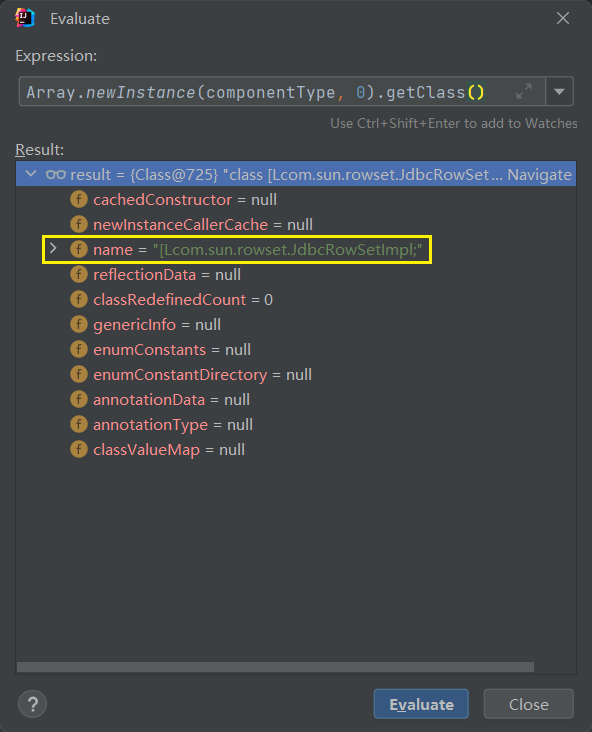 Evaluate
Expression:
Array.newInstance(componentType, 0).getClass()
Use Ctrl+Shift+Enter to add to Watches
Result:
result = {Class@725} "class [Lcom.sun.rowset.JdbcRowSet... Navigate
cachedConstructor = null
newInstanceCallerCache = null
name = "[Lcom.sun.rowset.JdbcRowSetImpl;"
reflectionData = null
classRedefinedCount = 0
genericInfo = null
enumConstants = null
enumConstantDirectory = null
annotationData = null
annotationType = null
classValueMap = null
? Evaluate Close